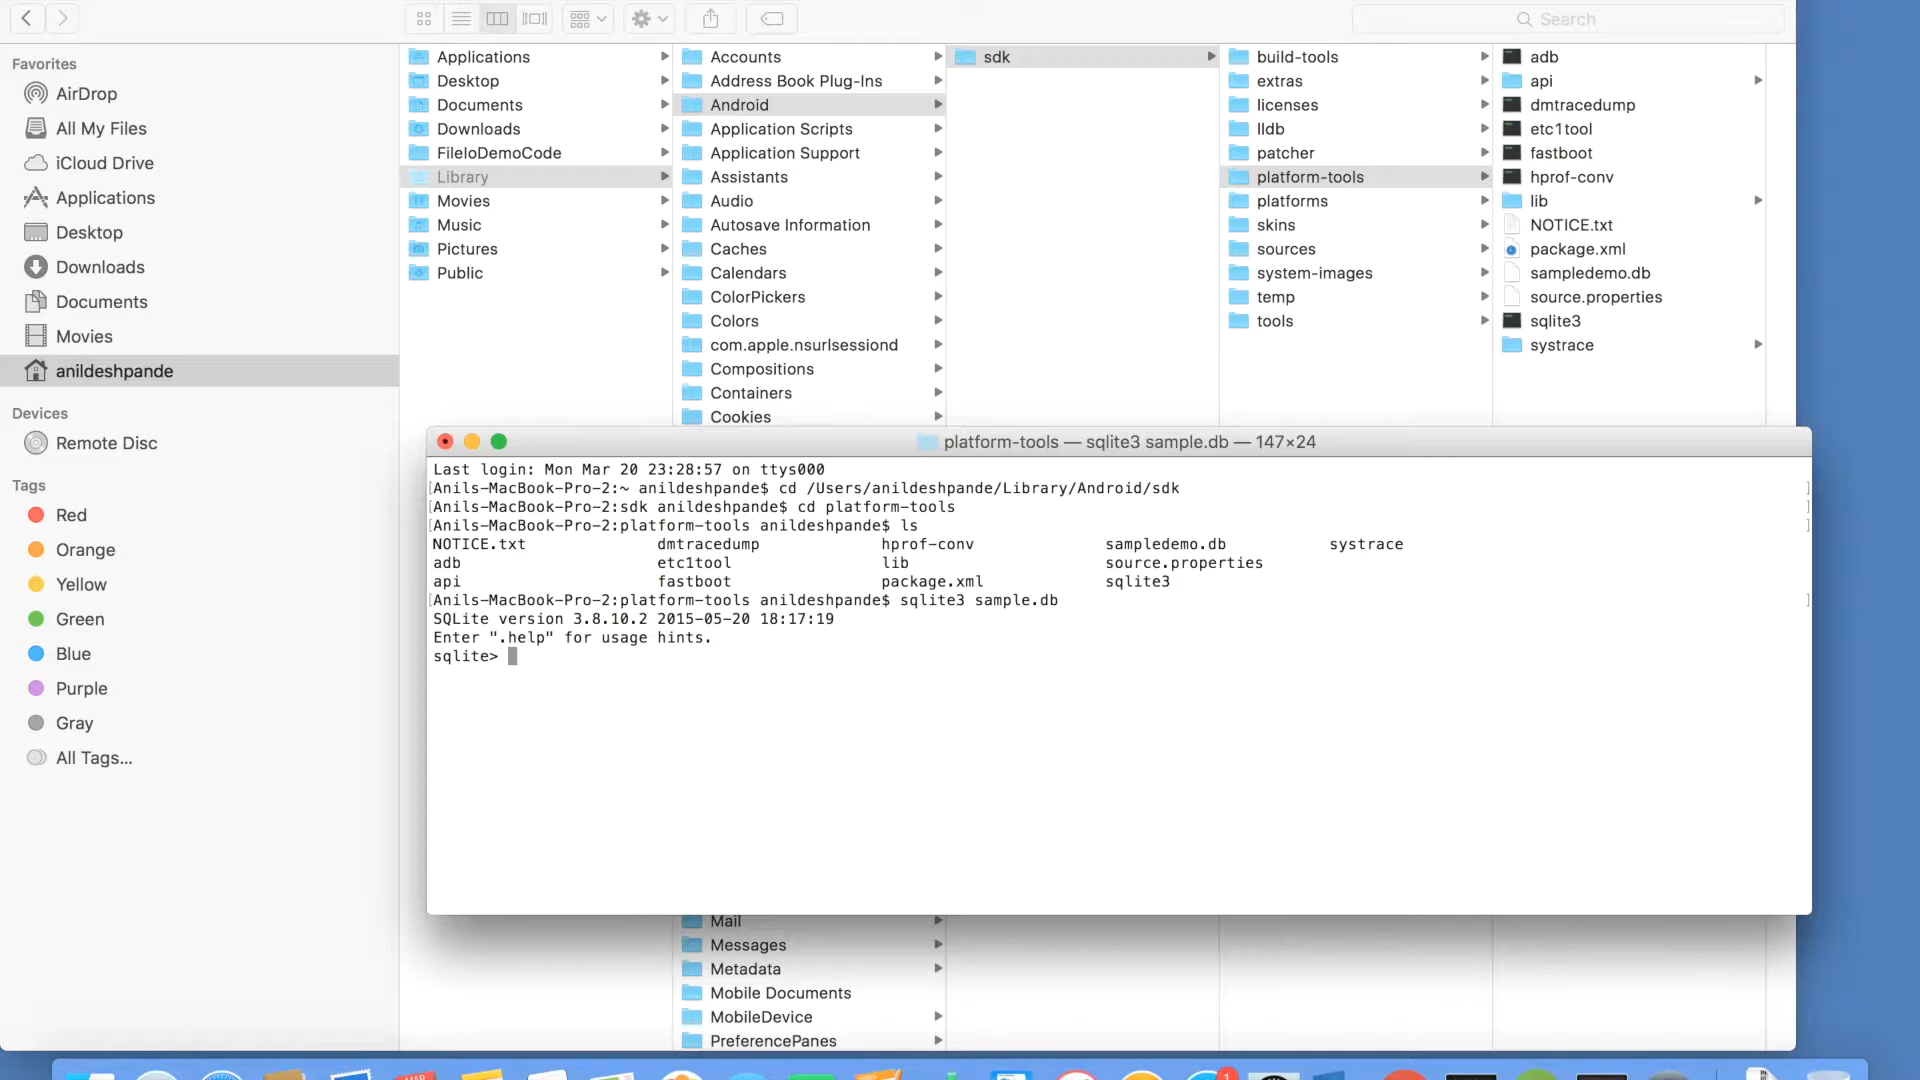 Search
Favorites
AirDrop
All My Files
iCloud Drive
Applications
Desktop
Downloads
Documents
Movies
anildeshpande
Devices
Remote Disc
Tags
Red
Orange
Yellow
Green
Blue
Purple
Gray
All Tags...
Applications
Desktop
Documents
Downloads
FileIoDemoCode
Library
Movies
Music
Pictures
Public
Accounts
Address Book Plug-Ins
Android
Application Scripts
Application Support
Assistants
Audio
Autosave Information
Caches
Calendars
ColorPickers
Colors
com.apple.nsurlsessiond
Compositions
Containers
Cookies
Mail
Messages
Metadata
Mobile Documents
MobileDevice
PreferencePanes
sdk
build-tools
extras
licenses
lldb
patcher
platform-tools
platforms
skins
sources
system-images
temp
tools
adb
api
dmtracedump
etc1tool
fastboot
hprof-conv
lib
NOTICE.txt
package.xml
sampledemo.db
source.properties
sqlite3
systrace
platform-tools — sqlite3 sample.db — 147×24
Last login: Mon Mar 20 23:28:57 on ttys000
[Anils-MacBook-Pro-2:~ anildeshpande$ cd /Users/anildeshpande/Library/Android/sdk ]
[Anils-MacBook-Pro-2:sdk anildeshpande$ cd platform-tools ]
[Anils-MacBook-Pro-2:platform-tools anildeshpande$ ls ]
NOTICE.txt dmtracedump hprof-conv sampledemo.db systrace
adb etc1tool lib source.properties
api fastboot package.xml sqlite3
[Anils-MacBook-Pro-2:platform-tools anildeshpande$ sqlite3 sample.db ]
SQLite version 3.8.10.2 2015-05-20 18:17:19
Enter ".help" for usage hints.
sqlite>
MAR
1